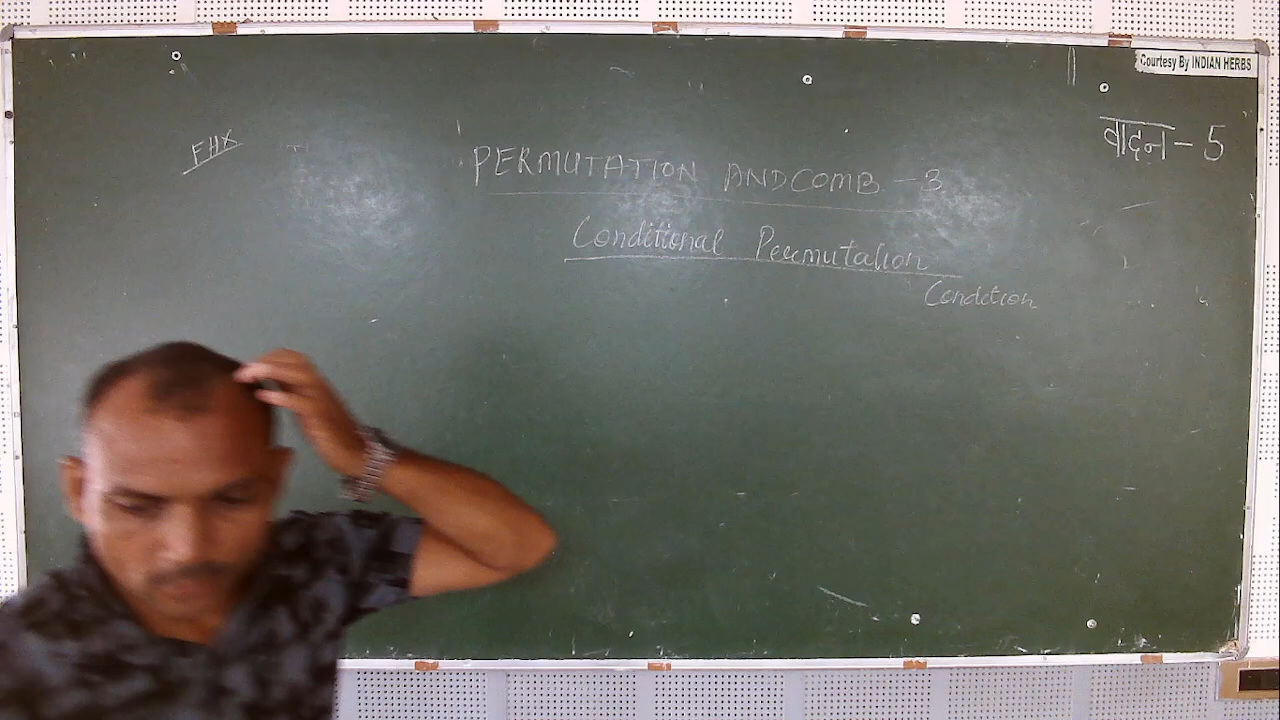 Courtesy By INDIAN HERBS
वादन - 5
FHX
PERMUTATION AND COMB - 3
Conditional Permutation
Condition